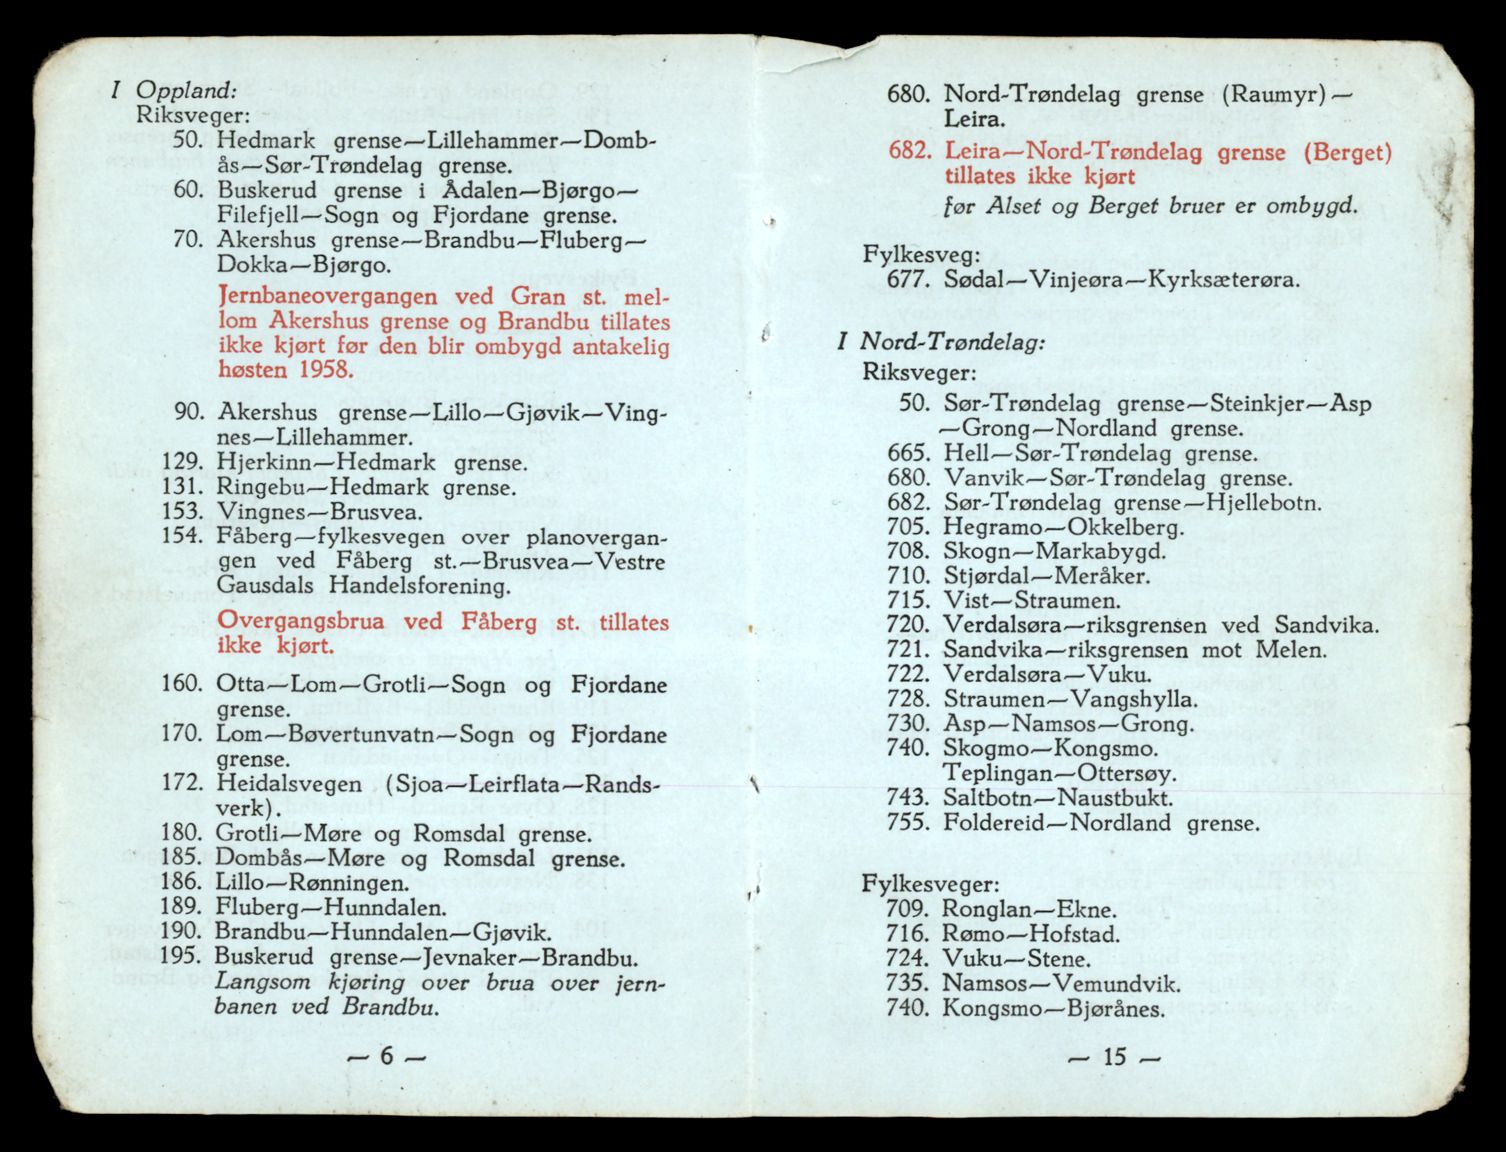 I Oppland:
Riksveger:
50. Hedmark grense—Lillehammer—Domb-
ås—Sør-Trøndelag grense.
60. Buskerud grense i Ådalen—Bjørgo—
Filefjell—Sogn og Fjordane grense.
70. Akershus grense—Brandbu—Fluberg—
Dokka—Bjørgo.
Jernbaneovergangen ved Gran st. mel-
lom Akershus grense og Brandbu tillates
ikke kjørt før den blir ombygd antakelig
høsten 1958.
90. Akershus grense—Lillo—Gjøvik—Ving-
nes—Lillehammer.
129. Hjerkinn—Hedmark grense.
131. Ringebu—Hedmark grense.
153. Vingnes—Brusvea.
154. Fåberg—fylkesvegen over planovergan-
gen ved Fåberg st.—Brusvea—Vestre
Gausdals Handelsforening.
Overgangsbrua ved Fåberg st. tillates
ikke kjørt.
160. Otta—Lom—Grotli—Sogn og Fjordane
grense.
170. Lom—Bøvertunvatn—Sogn og Fjordane
grense.
172. Heidalsvegen (Sjoa—Leirflata—Rands-
verk).
180. Grotli—Møre og Romsdal grense.
185. Dombås—Møre og Romsdal grense.
186. Lillo—Rønningen.
189. Fluberg—Hunndalen.
190. Brandbu—Hunndalen—Gjøvik.
195. Buskerud grense—Jevnaker—Brandbu.
Langsom kjøring over brua over jern-
banen ved Brandbu.
— 6 —
680. Nord-Trøndelag grense (Raumyr)—
Leira.
682. Leira—Nord-Trøndelag grense (Berget)
tillates ikke kjørt
før Alset og Berget bruer er ombygd.
Fylkesveg:
677. Sødal—Vinjeøra—Kyrksæterøra.
I Nord-Trøndelag:
Riksveger:
50. Sør-Trøndelag grense—Steinkjer—Asp
—Grong—Nordland grense.
665. Hell—Sør-Trøndelag grense.
680. Vanvik—Sør-Trøndelag grense.
682. Sør-Trøndelag grense—Hjellebotn.
705. Hegramo—Okkelberg.
708. Skogn—Markabygd.
710. Stjørdal—Meråker.
715. Vist—Straumen.
720. Verdalsøra—riksgrensen ved Sandvika.
721. Sandvika—riksgrensen mot Melen.
722. Verdalsøra—Vuku.
728. Straumen—Vangshylla.
730. Asp—Namsos—Grong.
740. Skogmo—Kongsmo.
Teplingan—Ottersøy.
743. Saltbotn—Naustbukt.
755. Foldereid—Nordland grense.
Fylkesveger:
709. Ronglan—Ekne.
716. Rømo—Hofstad.
724. Vuku—Stene.
735. Namsos—Vemundvik.
740. Kongsmo—Bjørånes.
— 15 —